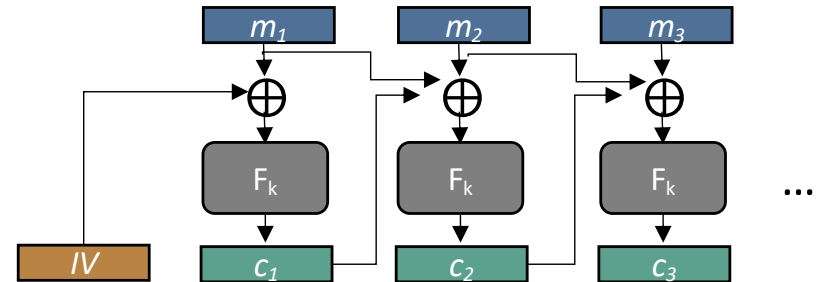 m₁ m₂ m₃
Fₖ Fₖ Fₖ ...
IV c₁ c₂ c₃